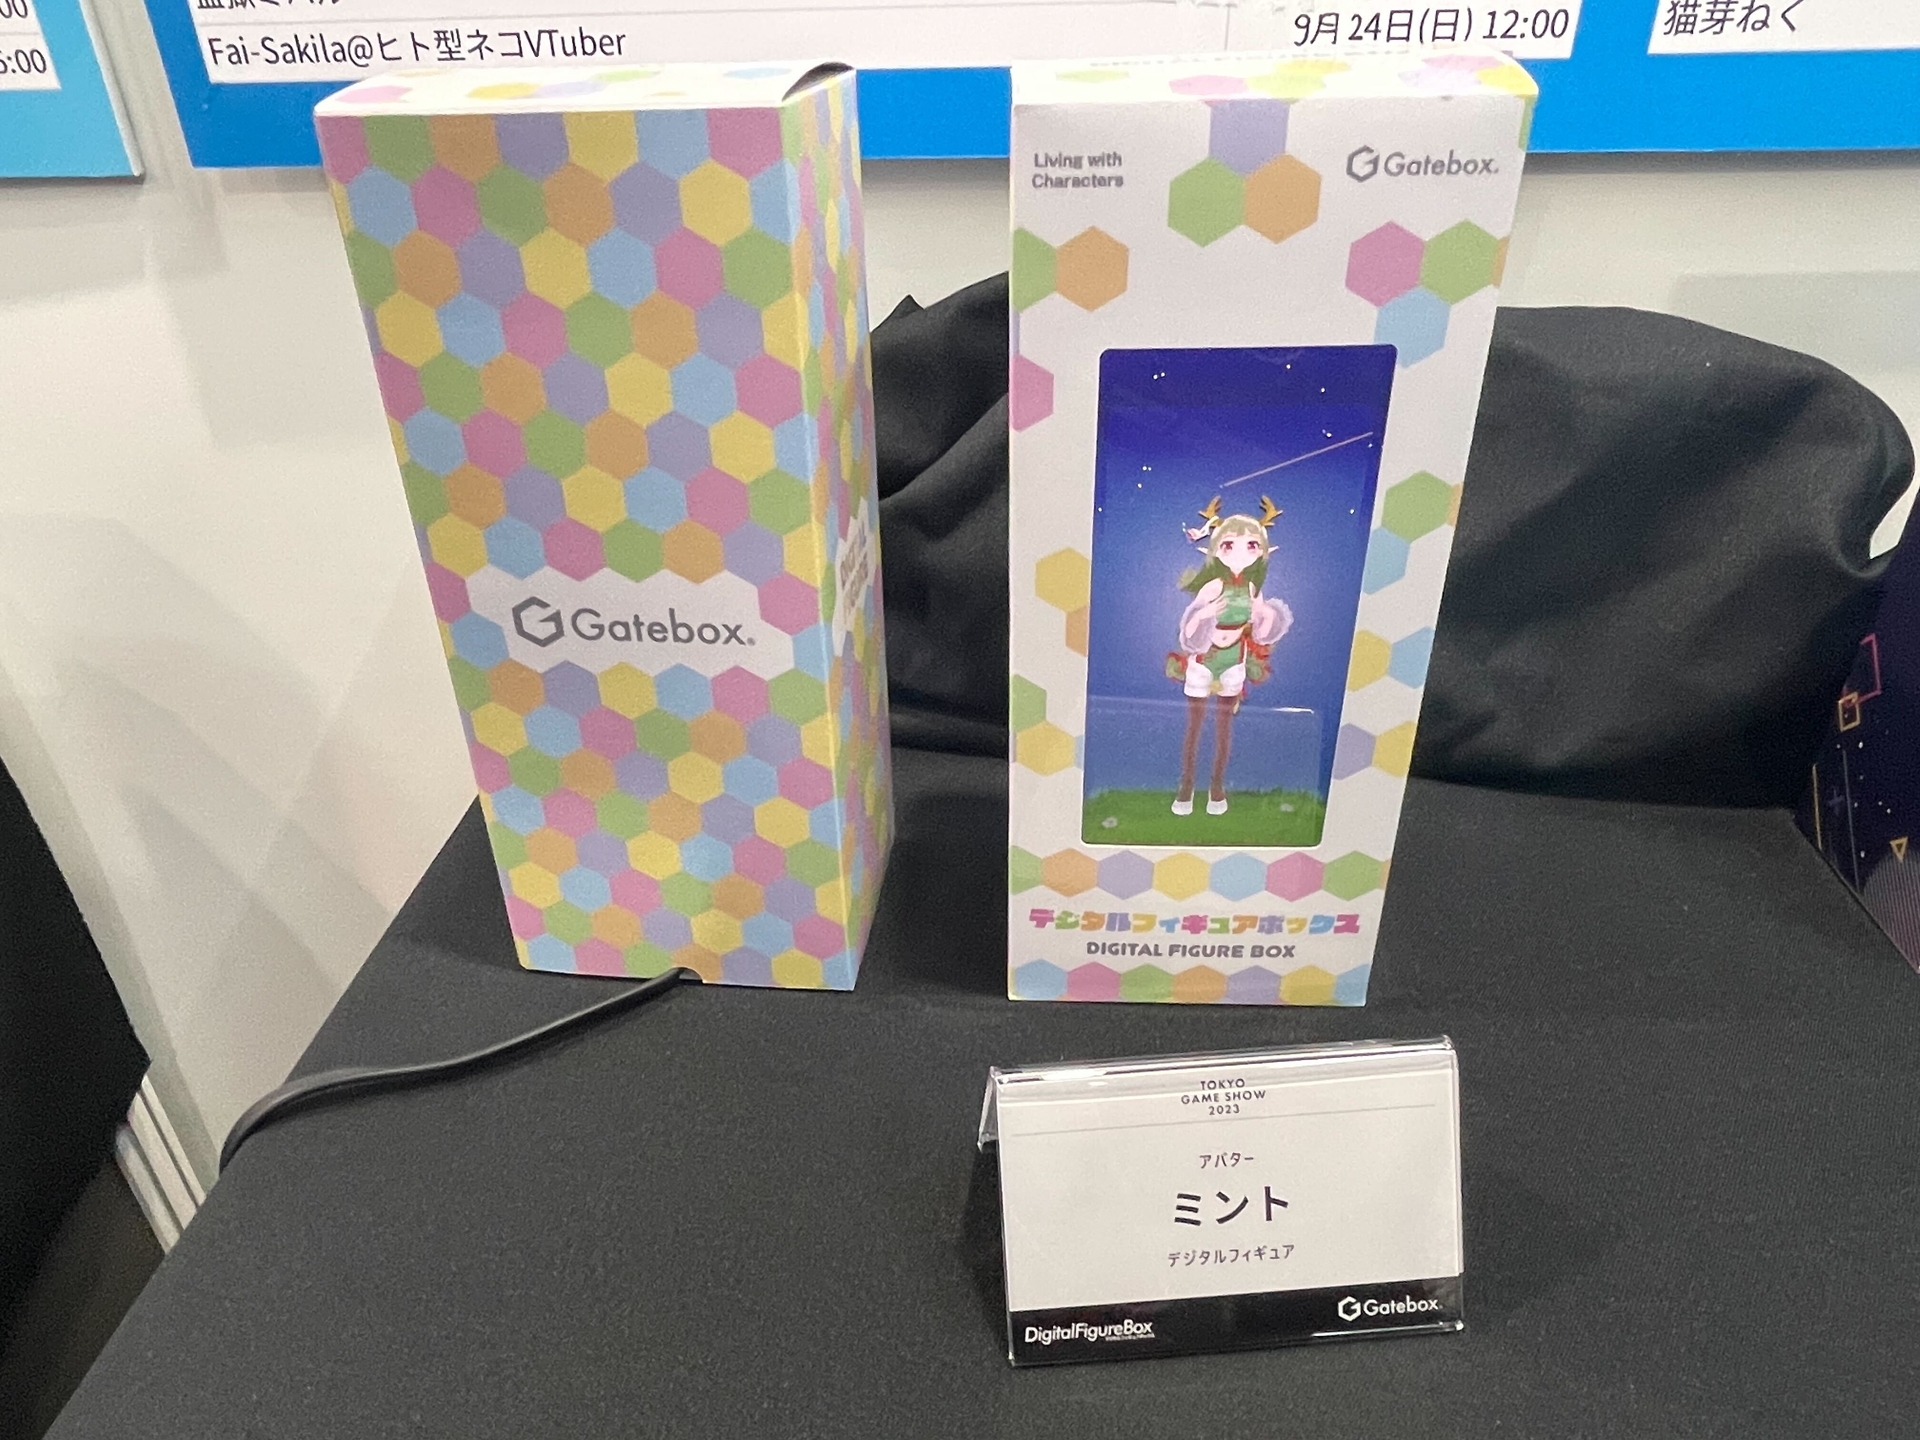 :00
Fai-Sakila@ヒト型ネコVTuber
9月24日(日) 12:00
猫芽ねく
Gatebox.
Living with
Characters
Gatebox.
デジタルフィギュアボックス
DIGITAL FIGURE BOX
TOKYO
GAME SHOW
2023
アバター
ミント
デジタルフィギュア
DigitalFigureBox
Gatebox.